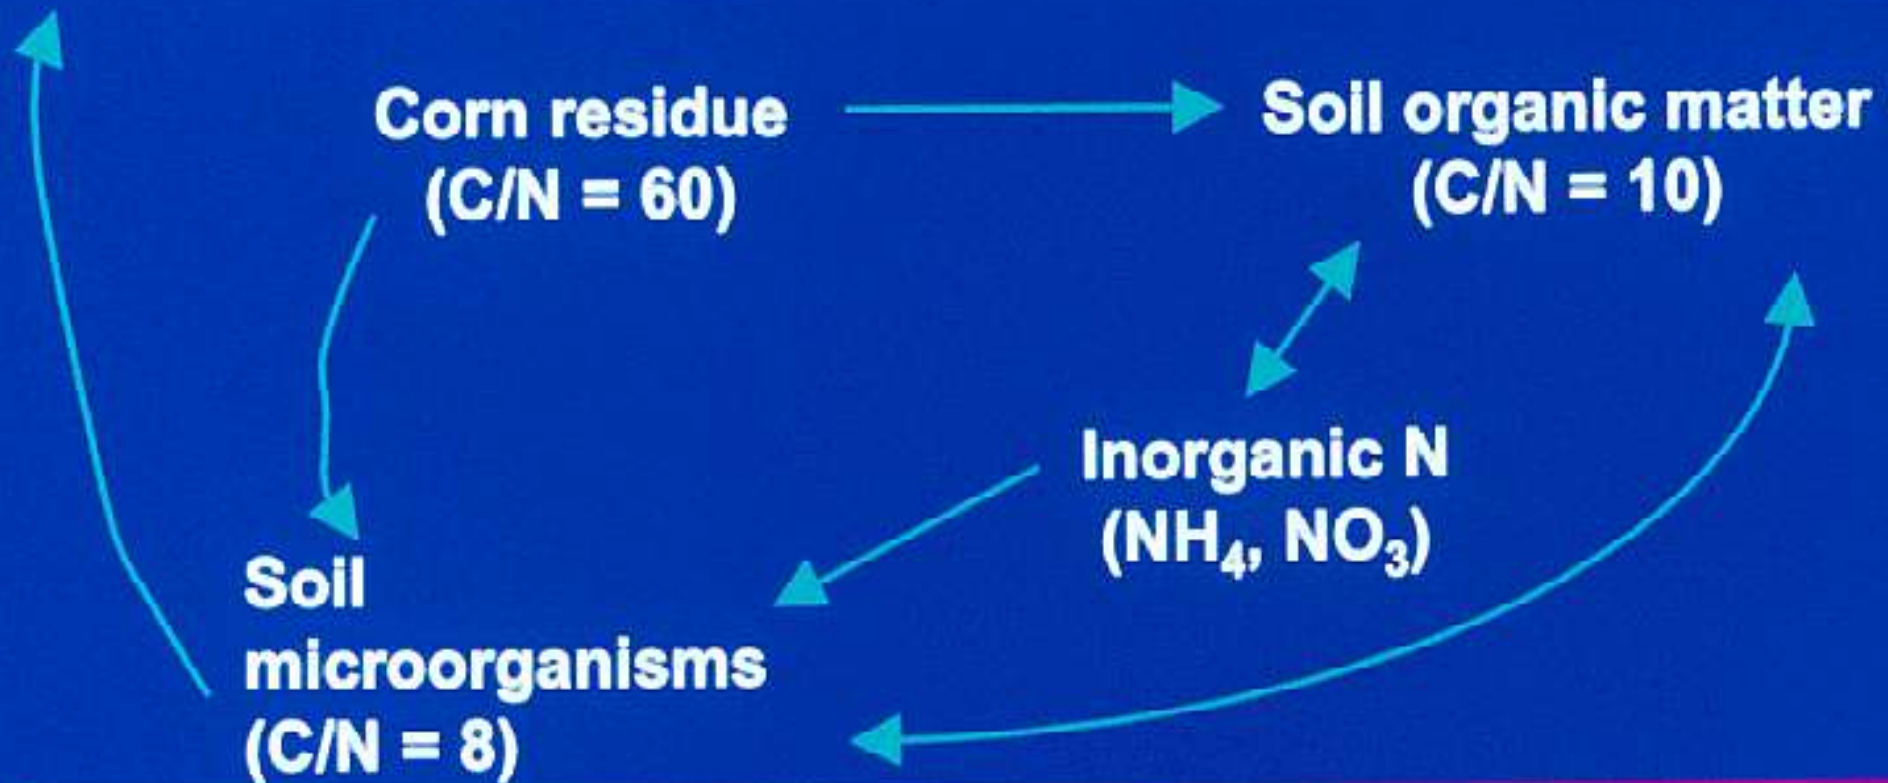 Corn residue
(C/N = 60)
Soil organic matter
(C/N = 10)
Inorganic N
(NH₄, NO₃)
Soil
microorganisms
(C/N = 8)